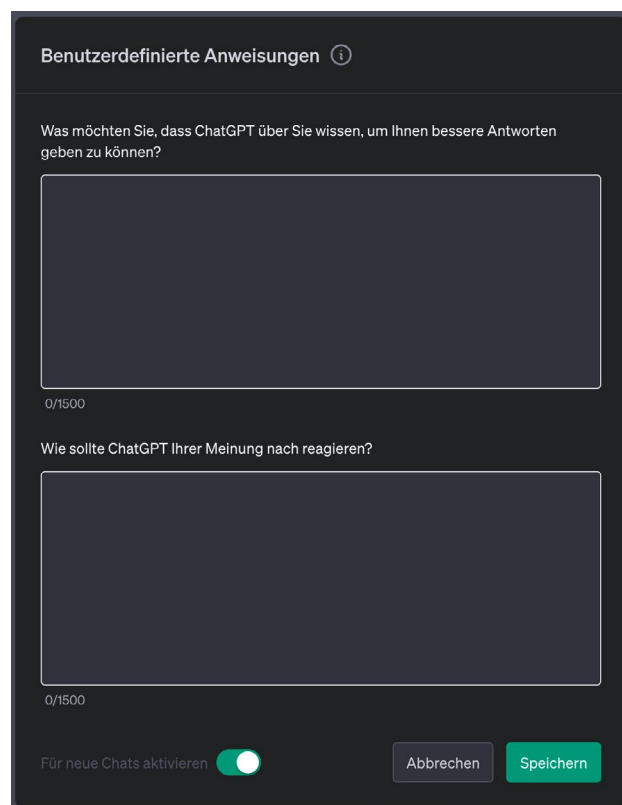 Benutzerdefinierte Anweisungen
Was möchten Sie, dass ChatGPT über Sie wissen, um Ihnen bessere Antworten
geben zu können?
0/1500
Wie sollte ChatGPT Ihrer Meinung nach reagieren?
0/1500
Für neue Chats aktivieren
Abbrechen
Speichern